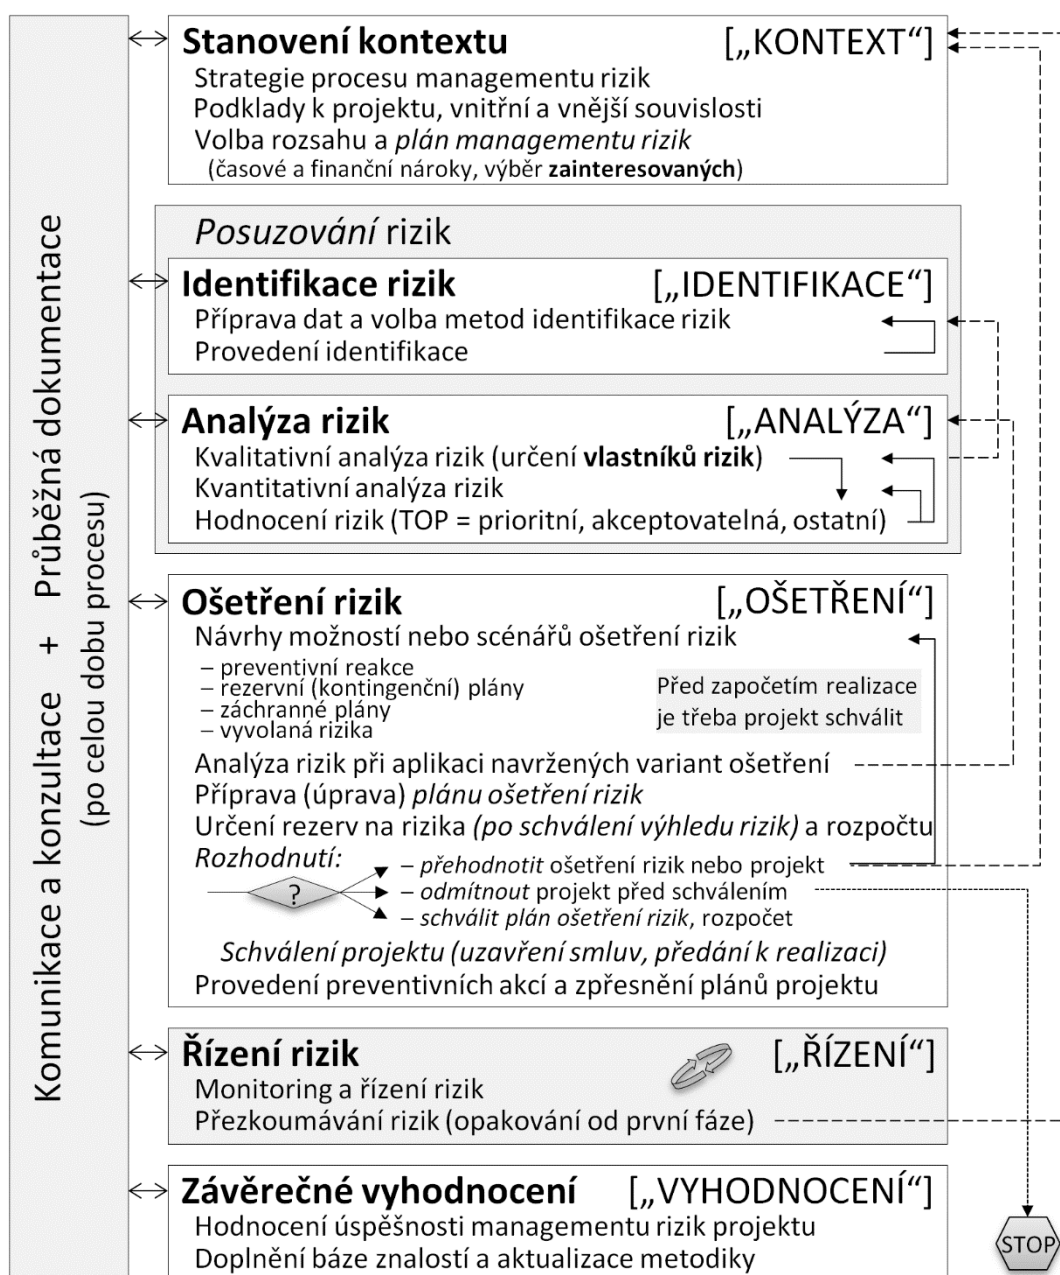 Komunikace a konzultace + Průběžná dokumentace
(po celou dobu procesu)
Stanovení kontextu [„KONTEXT“]
Strategie procesu managementu rizik
Podklady k projektu, vnitřní a vnější souvislosti
Volba rozsahu a plán managementu rizik
(časové a finanční nároky, výběr zainteresovaných)
Posuzování rizik
Identifikace rizik [„IDENTIFIKACE“]
Příprava dat a volba metod identifikace rizik
Provedení identifikace
Analýza rizik [„ANALÝZA“]
Kvalitativní analýza rizik (určení vlastníků rizik)
Kvantitativní analýza rizik
Hodnocení rizik (TOP = prioritní, akceptovatelná, ostatní)
Ošetření rizik [„OŠETŘENÍ“]
Návrhy možností nebo scénářů ošetření rizik
– preventivní reakce
– rezervní (kontingenční) plány
– záchranné plány
– vyvolaná rizika
Před započetím realizace
je třeba projekt schválit
Analýza rizik při aplikaci navržených variant ošetření
Příprava (úprava) plánu ošetření rizik
Určení rezerv na rizika (po schválení výhledu rizik) a rozpočtu
Rozhodnutí:
?
– přehodnotit ošetření rizik nebo projekt
– odmítnout projekt před schválením
– schválit plán ošetření rizik, rozpočet
Schválení projektu (uzavření smluv, předání k realizaci)
Provedení preventivních akcí a zpřesnění plánů projektu
Řízení rizik [„ŘÍZENÍ“]
Monitoring a řízení rizik
Přezkoumávání rizik (opakování od první fáze)
Závěrečné vyhodnocení [„VYHODNOCENÍ“]
Hodnocení úspěšnosti managementu rizik projektu
Doplnění báze znalostí a aktualizace metodiky
STOP